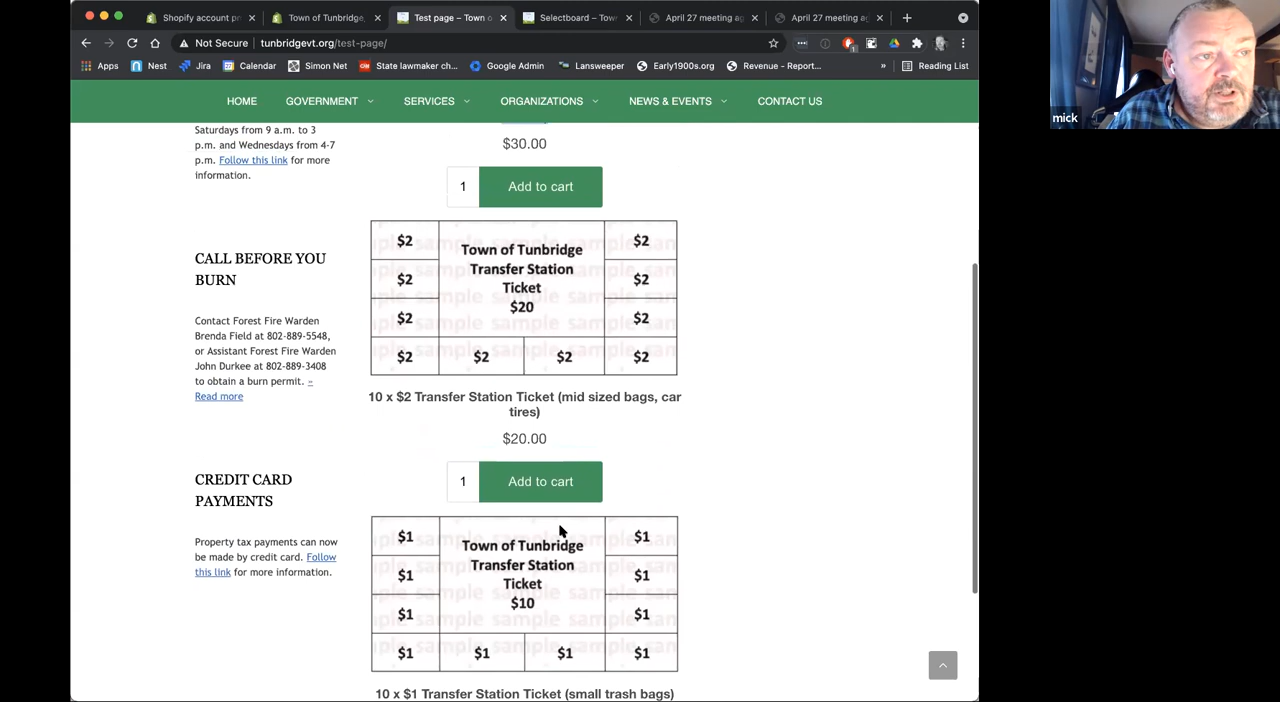 Shopify account p
Town of Tunbridge,
Test page – Town o
Selectboard – Tow
April 27 meeting ag
April 27 meeting ag
Not Secure
tunbridgevt.org/test-page/
Apps
Nest
Jira
Calendar
Simon Net
State lawmaker ch...
Google Admin
Lansweeper
Early1900s.org
Revenue - Report...
»
Reading List
HOME
GOVERNMENT
SERVICES
ORGANIZATIONS
NEWS & EVENTS
CONTACT US
mick
Saturdays from 9 a.m. to 3
p.m. and Wednesdays from 4-7
p.m. Follow this link for more
information.
CALL BEFORE YOU
BURN
Contact Forest Fire Warden
Brenda Field at 802-889-5548,
or Assistant Forest Fire Warden
John Durkee at 802-889-3408
to obtain a burn permit. »
Read more
CREDIT CARD
PAYMENTS
Property tax payments can now
be made by credit card. Follow
this link for more information.
$30.00
1 Add to cart
$2 Town of Tunbridge $2
Transfer Station
$2 Ticket $2
$2 $20 $2
sample sample sample
$2 $2 $2 $2
10 x $2 Transfer Station Ticket (mid sized bags, car
tires)
$20.00
1 Add to cart
$1 Town of Tunbridge $1
Transfer Station
$1 Ticket $1
$1 $10 $1
sample sample sample
$1 $1 $1 $1
10 x $1 Transfer Station Ticket (small trash bags)